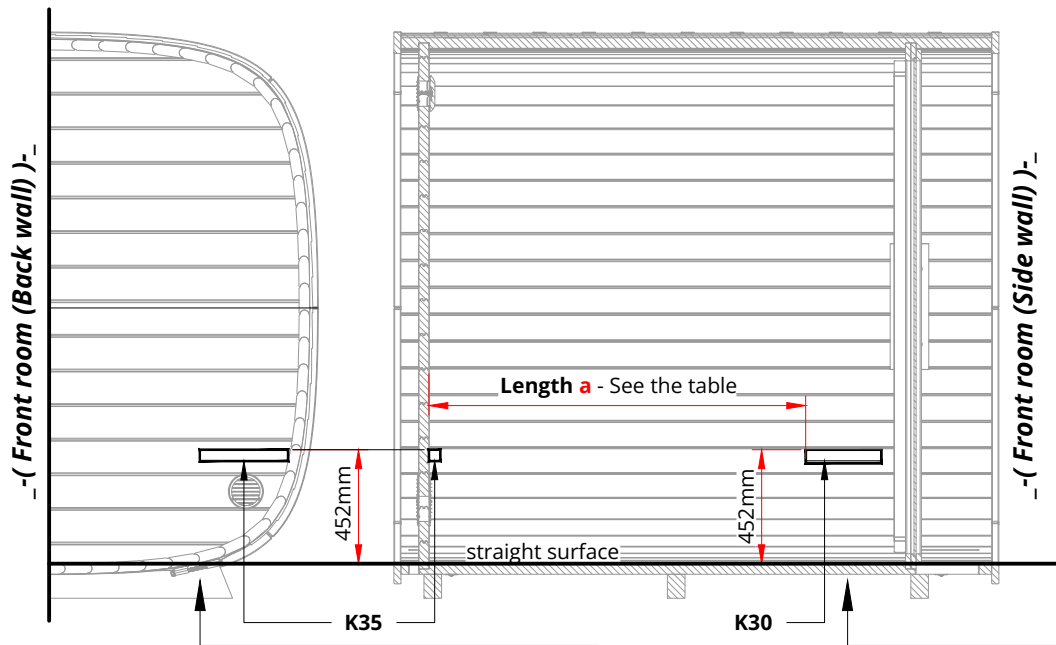 _-( Front room (Back wall) )-_
Length a - See the table
452mm
452mm
straight surface
K35
K30
_-( Front room (Side wall) )-_